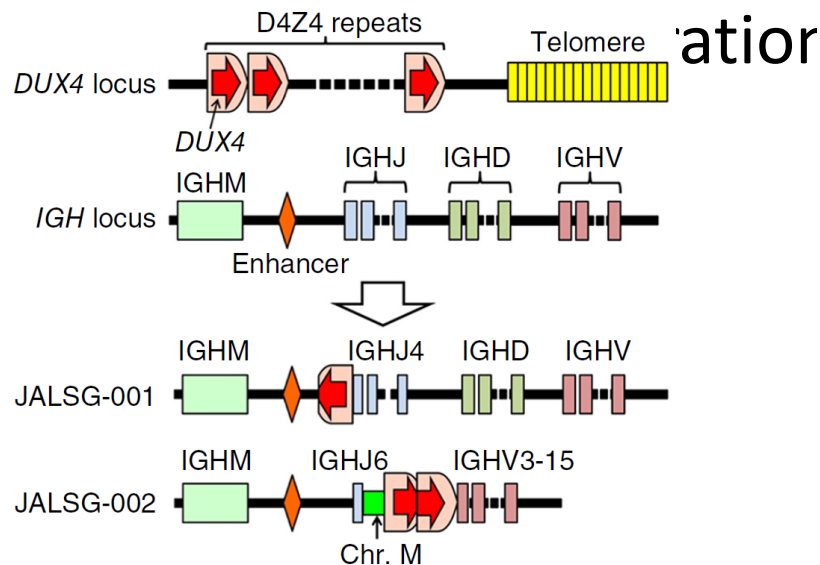 D4Z4 repeats
Telomere
ation
DUX4 locus
DUX4
IGHJ IGHD IGHV
IGHM
IGH locus
Enhancer
IGHM IGHJ4 IGHD IGHV
JALSG-001
IGHM IGHJ6 IGHV3-15
JALSG-002
Chr. M